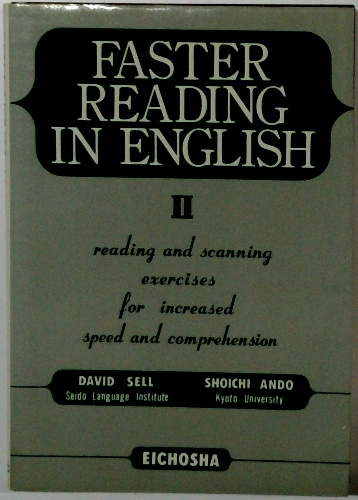 FASTER
READING
IN ENGLISH
II
reading and scanning
exercises
for increased
speed and comprehension
DAVID SELL SHOICHI ANDO
Seido Language Institute Kyoto University
EICHOSHA